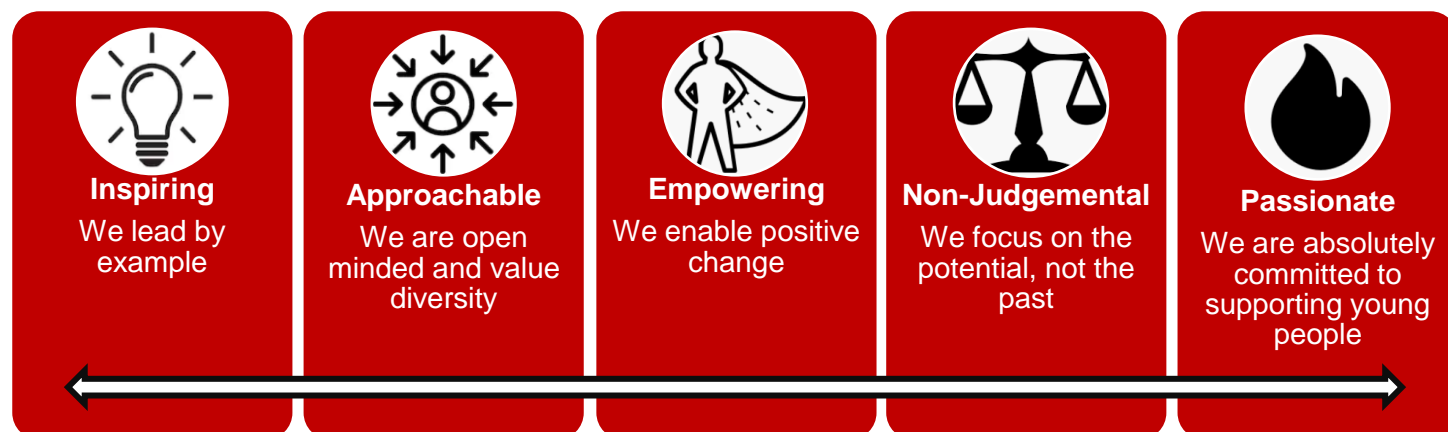 Inspiring
We lead by
example
Approachable
We are open
minded and value
diversity
Empowering
We enable positive
change
Non-Judgemental
We focus on the
potential, not the
past
Passionate
We are absolutely
committed to
supporting young
people